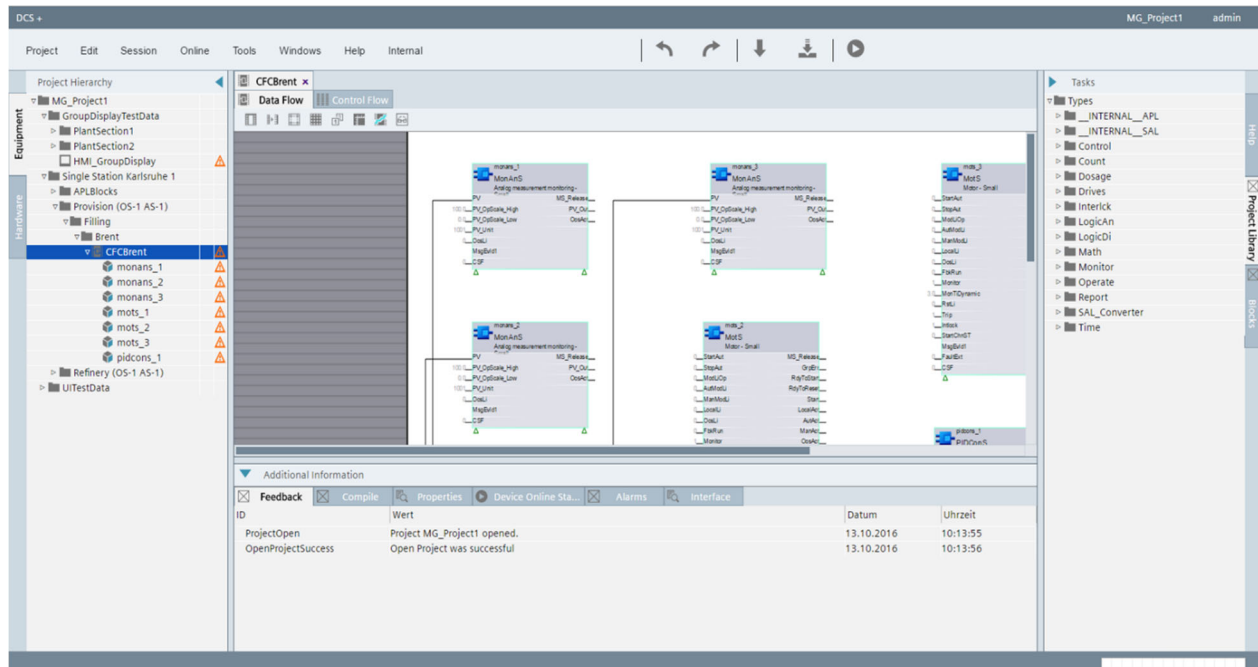 DCS +
MG_Project1 admin
Project Edit Session Online Tools Windows Help Internal
Project Hierarchy
Equipment
Hardware
MG_Project1
GroupDisplayTestData
PlantSection1
PlantSection2
HMI_GroupDisplay
Single Station Karlsruhe 1
APLBlocks
Provision (OS-1 AS-1)
Filling
Brent
CFCBrent
monans_1
monans_2
monans_3
mots_1
mots_2
mots_3
pidcons_1
Refinery (OS-1 AS-1)
UITestData
CFCBrent ×
Data Flow Control Flow
monans_1
MonAnS
Analog measurement monitoring -
PV MS_Release
PV_OpScale_High PV_Out
PV_OpScale_Low OosAct
PV_Unit
OosLi
MsgEvId1
CSF
monans_3
MonAnS
Analog measurement monitoring -
PV MS_Release
PV_OpScale_High PV_Out
PV_OpScale_Low OosAct
PV_Unit
OosLi
MsgEvId1
CSF
mots_3
MotS
Motor - Small
StartAut
StopAut
ModLiOp
AutModLi
ManModLi
LocalLi
OosLi
FbkRun
Monitor
MonTiDynamic
RstLi
Trip
Intlock
StartChnST
MsgEvId1
FaultExt
CSF
monans_2
MonAnS
Analog measurement monitoring -
PV MS_Release
PV_OpScale_High PV_Out
PV_OpScale_Low OosAct
PV_Unit
OosLi
MsgEvId1
CSF
mots_2
MotS
Motor - Small
StartAut MS_Release
StopAut GrpErr
ModLiOp RdyToStart
AutModLi RdyToReset
ManModLi Start
LocalLi LocalAct
OosLi AutAct
FbkRun ManAct
Monitor OosAct
pidcons_1
PIDConS
Additional Information
Feedback Compile Properties Device Online Sta... Alarms Interface
ID Wert Datum Uhrzeit
ProjectOpen Project MG_Project1 opened. 13.10.2016 10:13:55
OpenProjectSuccess Open Project was successful 13.10.2016 10:13:56
Tasks
Types
__INTERNAL__APL
__INTERNAL__SAL
Control
Count
Dosage
Drives
Interlck
LogicAn
LogicDi
Math
Monitor
Operate
Report
SAL_Converter
Time
Help
Project Library
Blocks